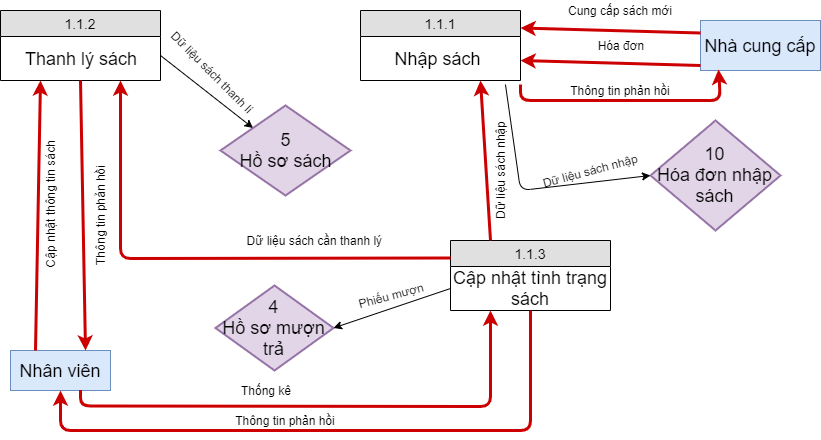 1.1.2
Thanh lý sách
1.1.1
Nhập sách
Cung cấp sách mới
Hóa đơn
Nhà cung cấp
Thông tin phản hồi
Dữ liệu sách thanh lí
5
Hồ sơ sách
Cập nhật thông tin sách
Thông tin phản hồi
Dữ liệu sách nhập
Dữ liệu sách nhập
10
Hóa đơn nhập
sách
Dữ liệu sách cần thanh lý
1.1.3
Cập nhật tình trạng
sách
Phiếu mượn
4
Hồ sơ mượn
trả
Nhân viên
Thống kê
Thông tin phản hồi